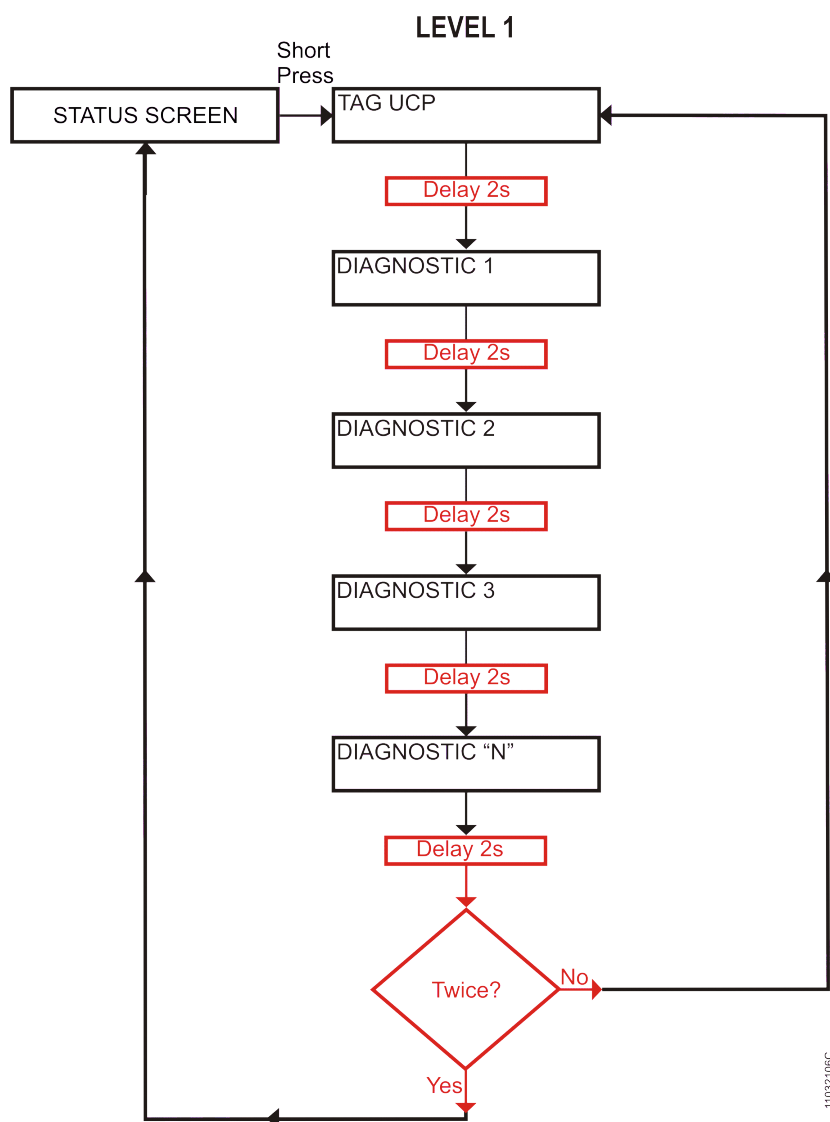 LEVEL 1
Short
Press
STATUS SCREEN
TAG UCP
Delay 2s
DIAGNOSTIC 1
Delay 2s
DIAGNOSTIC 2
Delay 2s
DIAGNOSTIC 3
Delay 2s
DIAGNOSTIC “N”
Delay 2s
Twice?
No
Yes
11032106C